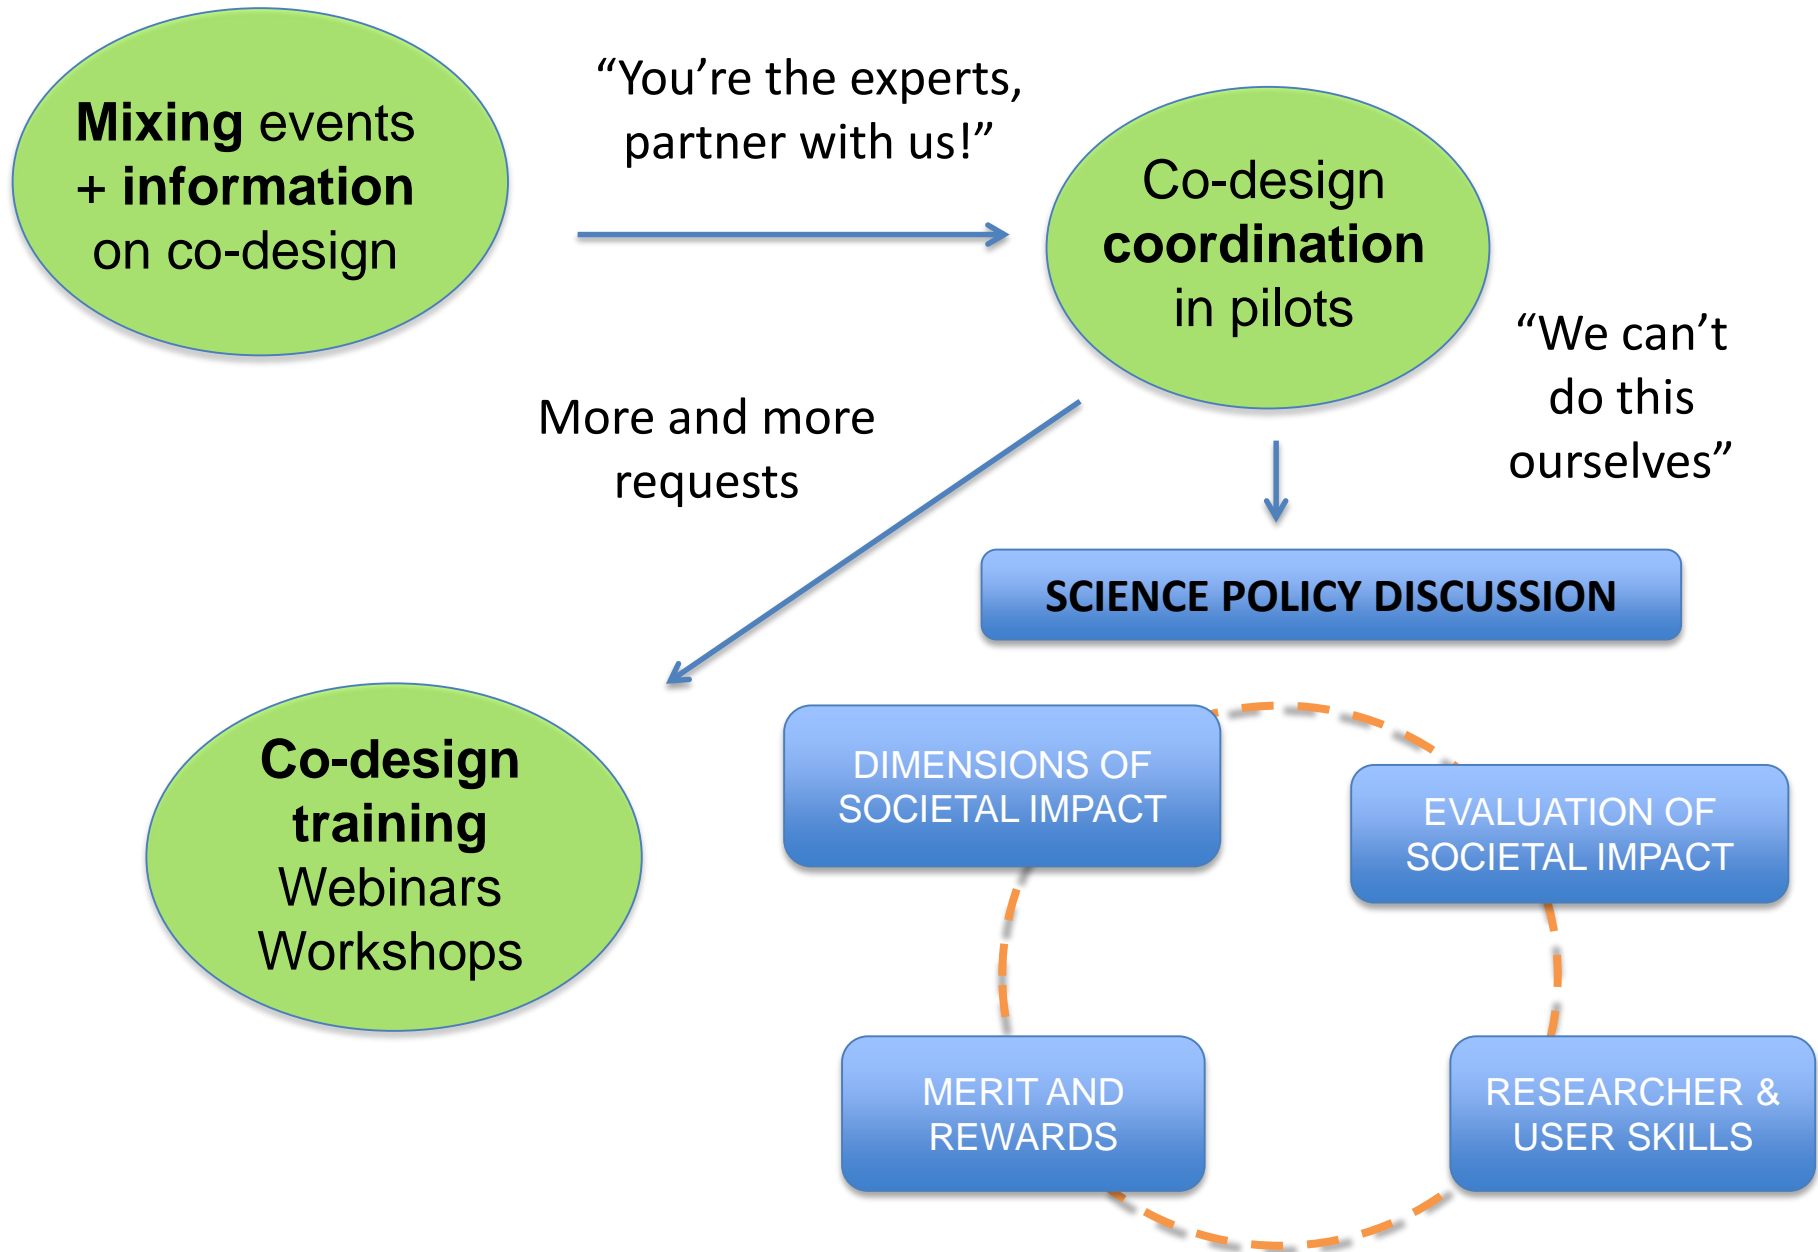 Mixing events
+ information
on co-design
“You’re the experts,
partner with us!”
Co-design
coordination
in pilots
“We can’t
do this
ourselves”
More and more
requests
SCIENCE POLICY DISCUSSION
Co-design
training
Webinars
Workshops
DIMENSIONS OF
SOCIETAL IMPACT
EVALUATION OF
SOCIETAL IMPACT
MERIT AND
REWARDS
RESEARCHER &
USER SKILLS